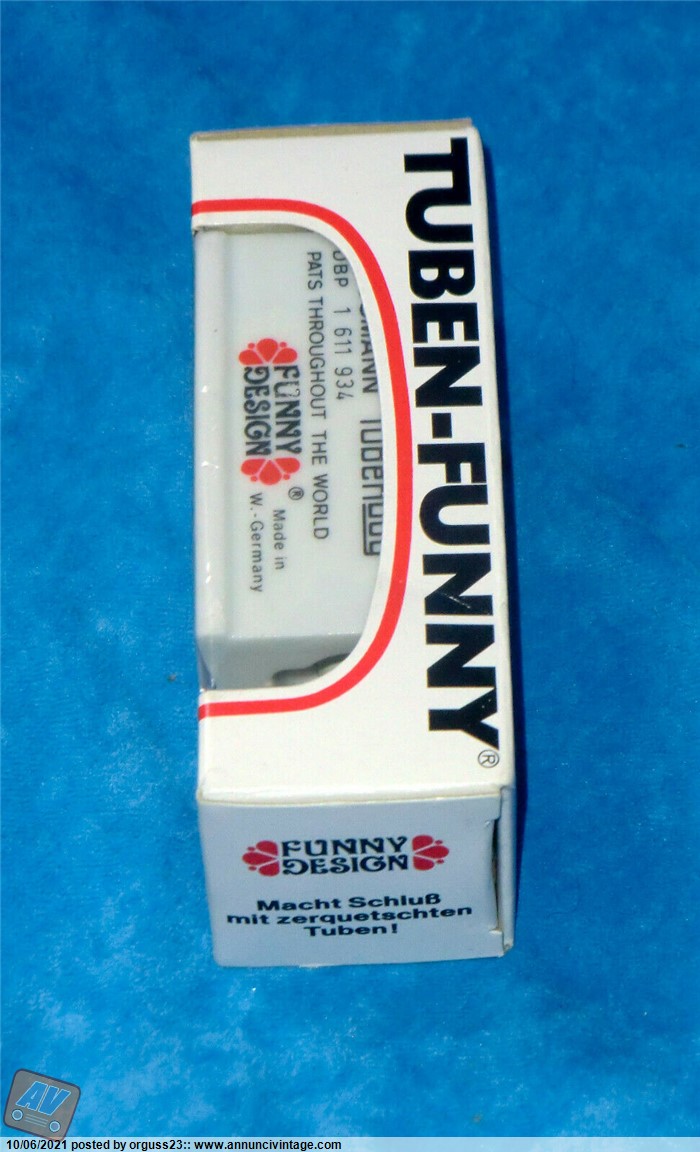 TUBEN-FUNNY®
DBP 1 611 934
PATS THROUGHOUT THE WORLD
FUNNY
DESIGN
®
Made in
W.-Germany
FUNNY
DESIGN
Macht Schluß
mit zerquetschten
Tuben!
AV
10/06/2021 posted by orguss23:: www.annuncivintage.com